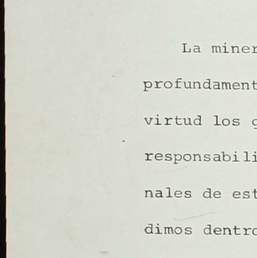 La miner
profundament
virtud los g
responsabili
nales de est
dimos dentro